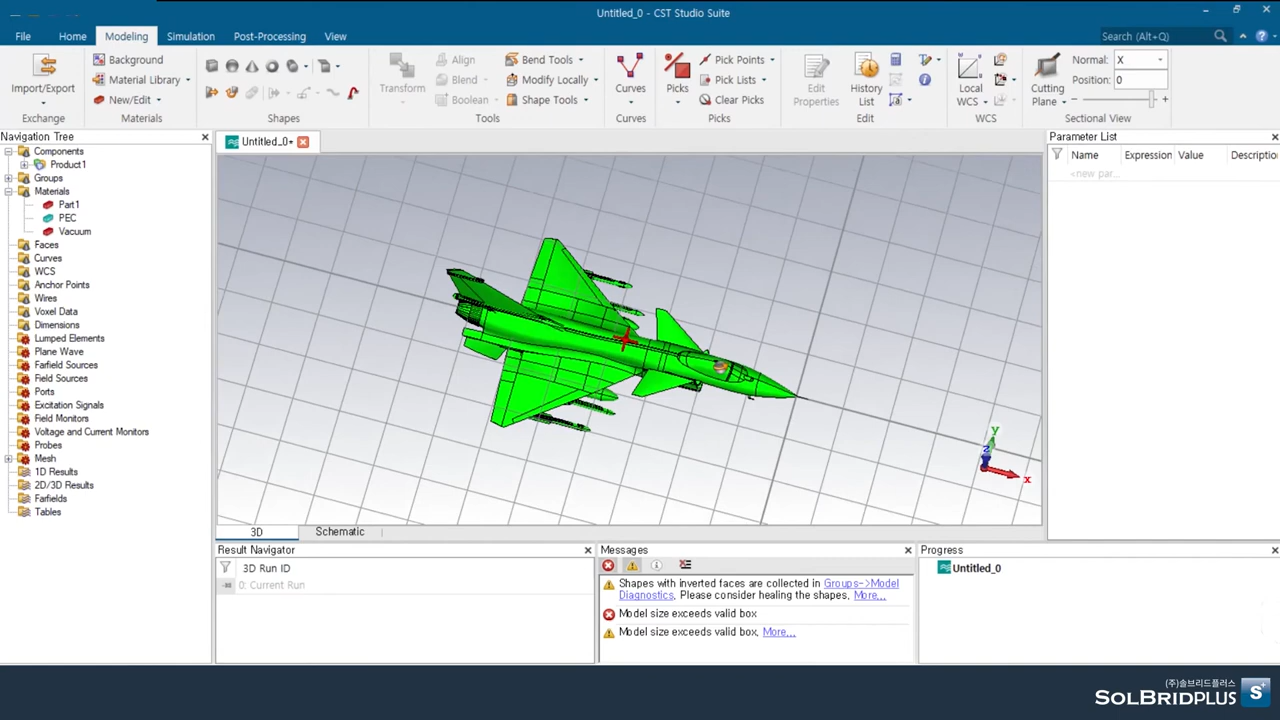 Untitled_0 - CST Studio Suite
File Home Modeling Simulation Post-Processing View Search (Alt+Q)
Import/Export
Exchange
Background
Material Library
New/Edit
Materials
Shapes
Transform
Align
Blend
Boolean
Bend Tools
Modify Locally
Shape Tools
Tools
Curves
Curves
Picks
Pick Points
Pick Lists
Clear Picks
Picks
Edit
Properties
History
List
Edit
Local
WCS
WCS
Cutting
Plane
Normal: X
Position: 0
Sectional View
Navigation Tree
Components
Product1
Groups
Materials
Part1
PEC
Vacuum
Faces
Curves
WCS
Anchor Points
Wires
Voxel Data
Dimensions
Lumped Elements
Plane Wave
Farfield Sources
Field Sources
Ports
Excitation Signals
Field Monitors
Voltage and Current Monitors
Probes
Mesh
1D Results
2D/3D Results
Farfields
Tables
Untitled_0*
y
z
x
3D Schematic
Parameter List
Name Expression Value Descriptio
<new par...
Result Navigator
3D Run ID
0: Current Run
Messages
Shapes with inverted faces are collected in Groups->Model
Diagnostics. Please consider healing the shapes. More...
Model size exceeds valid box
Model size exceeds valid box. More...
Progress
Untitled_0
(주)솔브리드플러스
SOLBRIDPLUS
S+